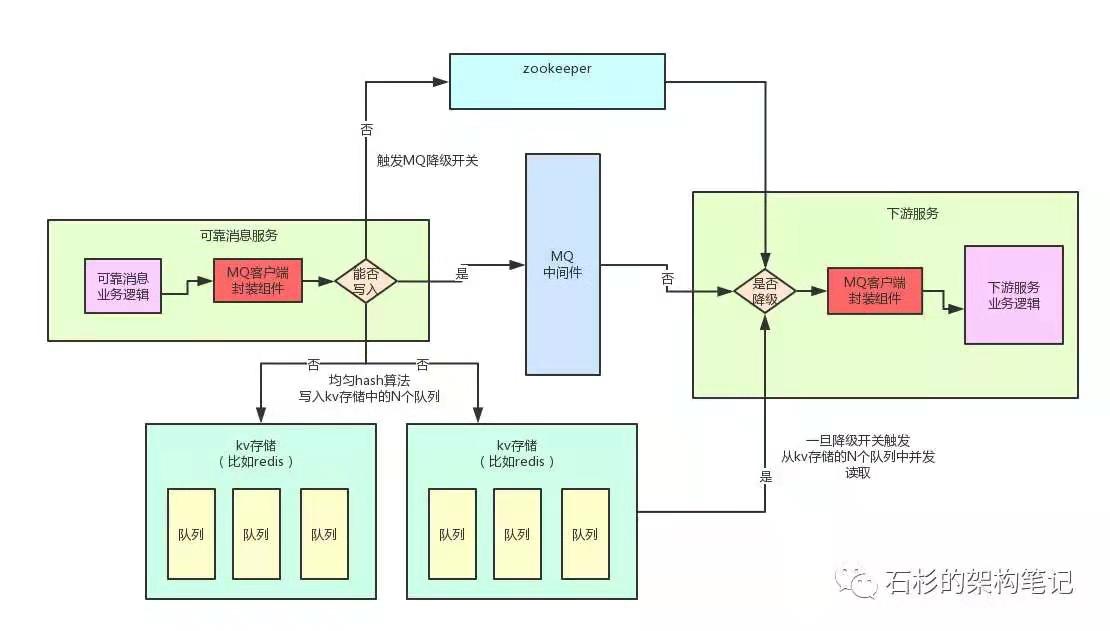 zookeeper
否
触发MQ降级开关
可靠消息服务
可靠消息
业务逻辑
MQ客户端
封装组件
能否
写入
是
MQ
中间件
否
下游服务
是否
降级
MQ客户端
封装组件
下游服务
业务逻辑
否
否
均匀hash算法
写入kv存储中的N个队列
kv存储
（比如redis）
队列
队列
队列
kv存储
（比如redis）
队列
队列
队列
一旦降级开关触发
从kv存储的N个队列中并发
读取
是
石杉的架构笔记